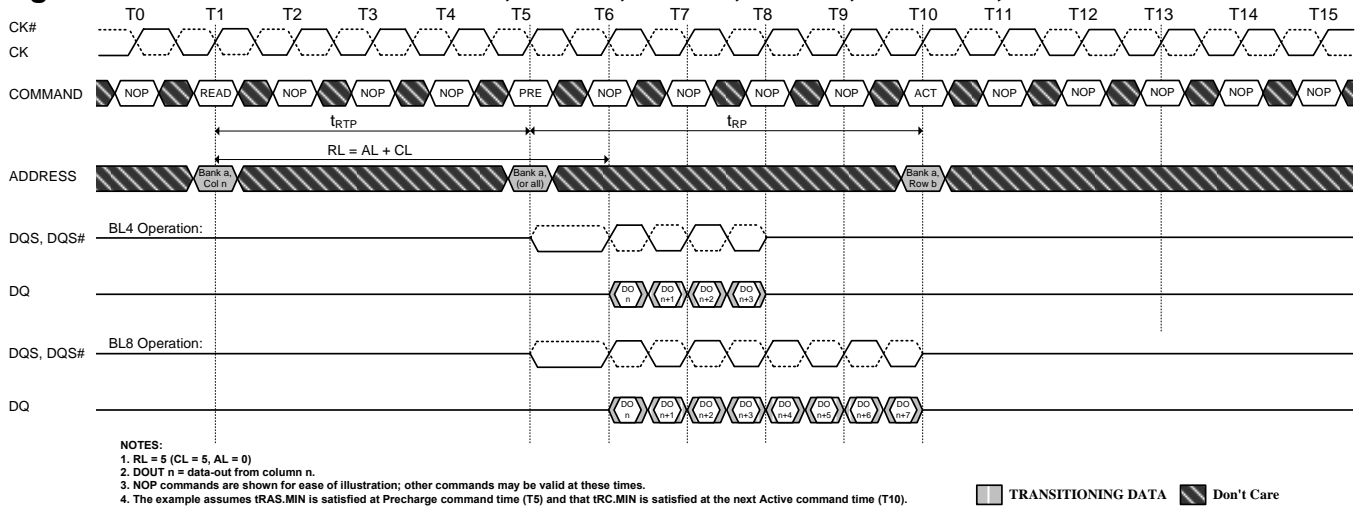 T0 T1 T2 T3 T4 T5 T6 T7 T8 T9 T10 T11 T12 T13 T14 T15
CK#
CK
COMMAND NOP READ NOP NOP NOP PRE NOP NOP NOP NOP ACT NOP NOP NOP NOP NOP
tRTP tRP
RL = AL + CL
ADDRESS Bank a, Col n Bank a, (or all) Bank a, Row b
BL4 Operation:
DQS, DQS#
DQ DO n DO n+1 DO n+2 DO n+3
BL8 Operation:
DQS, DQS#
DQ DO n DO n+1 DO n+2 DO n+3 DO n+4 DO n+5 DO n+6 DO n+7
NOTES:
1. RL = 5 (CL = 5, AL = 0)
2. DOUT n = data-out from column n.
3. NOP commands are shown for ease of illustration; other commands may be valid at these times.
4. The example assumes tRAS.MIN is satisfied at Precharge command time (T5) and that tRC.MIN is satisfied at the next Active command time (T10).
TRANSITIONING DATA Don't Care